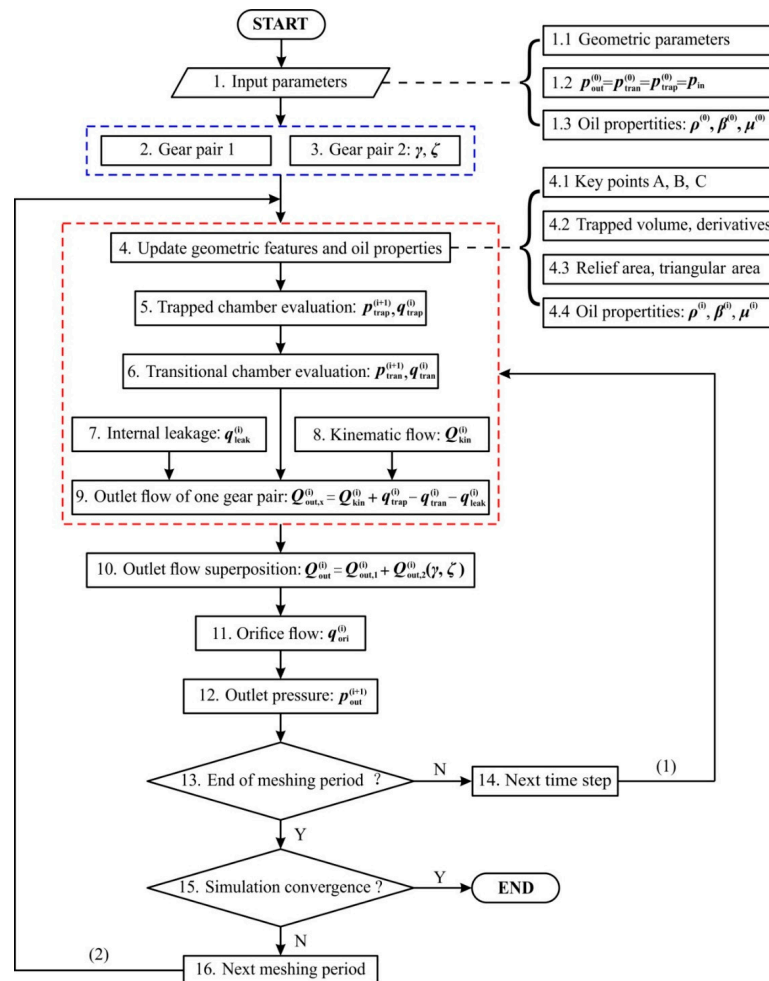 START
1. Input parameters
1.1 Geometric parameters
1.2 p_out^(0)=p_tran^(0)=p_trap^(0)=p_in
1.3 Oil propertities: ρ^(0), β^(0), μ^(0)
2. Gear pair 1
3. Gear pair 2: γ, ζ
4. Update geometric features and oil properties
4.1 Key points A, B, C
4.2 Trapped volume, derivatives
4.3 Relief area, triangular area
4.4 Oil propertities: ρ^(i), β^(i), μ^(i)
5. Trapped chamber evaluation: p_trap^(i+1), q_trap^(i)
6. Transitional chamber evaluation: p_tran^(i+1), q_tran^(i)
7. Internal leakage: q_leak^(i)
8. Kinematic flow: Q_kin^(i)
9. Outlet flow of one gear pair: Q_out,x^(i) = Q_kin^(i) + q_trap^(i) − q_tran^(i) − q_leak^(i)
10. Outlet flow superposition: Q_out^(i) = Q_out,1^(i) + Q_out,2^(i)(γ, ζ)
11. Orifice flow: q_ori^(i)
12. Outlet pressure: p_out^(i+1)
13. End of meshing period ?
N
14. Next time step
(1)
Y
15. Simulation convergence ?
Y
END
N
(2)
16. Next meshing period